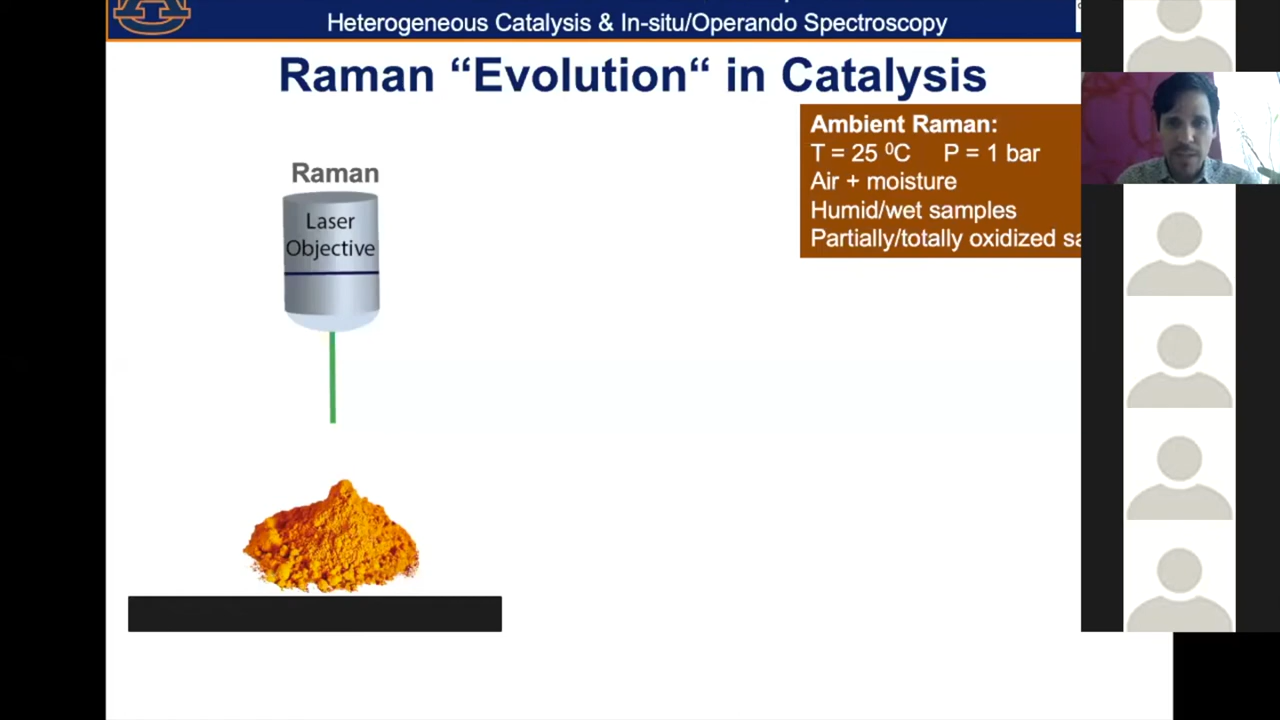 Heterogeneous Catalysis & In-situ/Operando Spectroscopy
Raman “Evolution“ in Catalysis
Ambient Raman:
T = 25 ⁰C P = 1 bar
Air + moisture
Humid/wet samples
Partially/totally oxidized
Raman
Laser
Objective